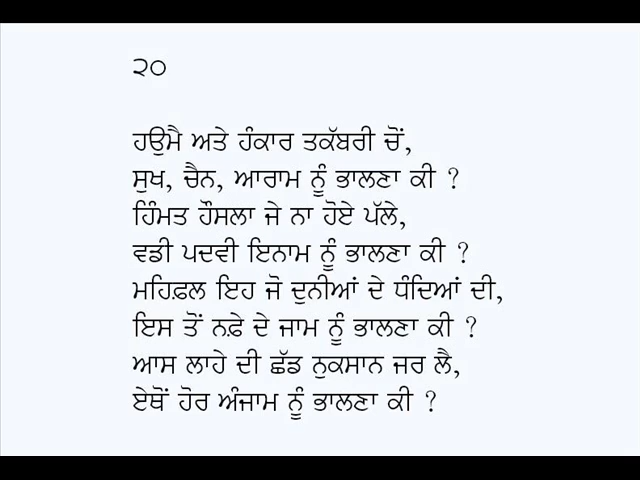 ੨੦
ਹਉਮੈ ਅਤੇ ਹੰਕਾਰ ਤਕੱਬਰੀ ਚੋਂ,
ਸੁਖ, ਚੈਨ, ਆਰਾਮ ਨੂੰ ਭਾਲਣਾ ਕੀ ?
ਹਿੰਮਤ ਹੌਸਲਾ ਜੇ ਨਾ ਹੋਏ ਪੱਲੇ,
ਵਡੀ ਪਦਵੀ ਇਨਾਮ ਨੂੰ ਭਾਲਣਾ ਕੀ ?
ਮਹਿਫ਼ਲ ਇਹ ਜੋ ਦੁਨੀਆਂ ਦੇ ਧੰਦਿਆਂ ਦੀ,
ਇਸ ਤੋਂ ਨਫ਼ੇ ਦੇ ਜਾਮ ਨੂੰ ਭਾਲਣਾ ਕੀ ?
ਆਸ ਲਾਹੇ ਦੀ ਛੱਡ ਨੁਕਸਾਨ ਜਰ ਲੈ,
ਏਥੋਂ ਹੋਰ ਅੰਜਾਮ ਨੂੰ ਭਾਲਣਾ ਕੀ ?